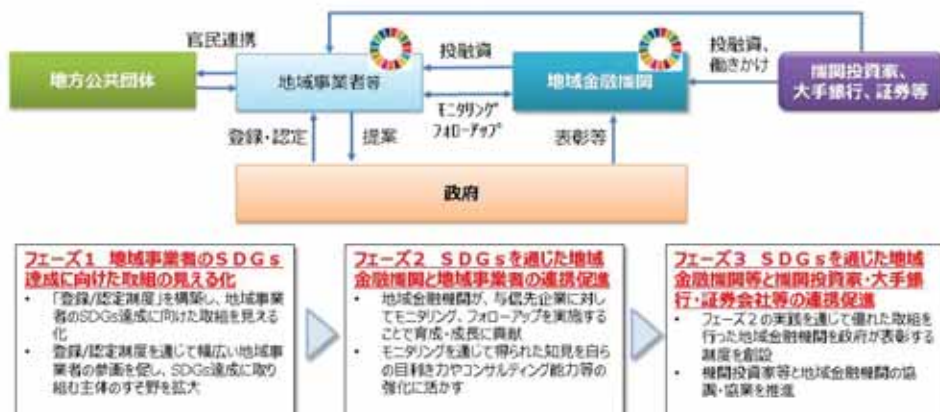 官民連携
地方公共団体
地域事業者等
投融資
地域金融機関
投融資、
働きかけ
機関投資家、
大手銀行、証券等
モニタリング
フォローアップ
登録・認定
提案
表彰等
政府
フェーズ1 地域事業者のSDGs
達成に向けた取組の見える化
• 「登録/認定制度」を構築し、地域事業
者のSDGs達成に向けた取組を見える
化
• 登録/認定制度を通じて幅広い地域事
業者の参画を促し、SDGs達成に取り
組む主体のすそ野を拡大
フェーズ2 SDGsを通じた地域
金融機関と地域事業者の連携促進
• 地域金融機関が、与信先企業に対し
てモニタリング、フォローアップを実施する
ことで育成・成長に貢献
• モニタリングを通じて得られた知見を自ら
の目利き力やコンサルティング能力等の
強化に活かす
フェーズ3 SDGsを通じた地域
金融機関等と機関投資家・大手銀
行・証券会社等の連携促進
• フェーズ2の実践を通じて優れた取組を
行った地域金融機関を政府が表彰する
制度を創設
• 機関投資家等と地域金融機関の協
調・協業を推進